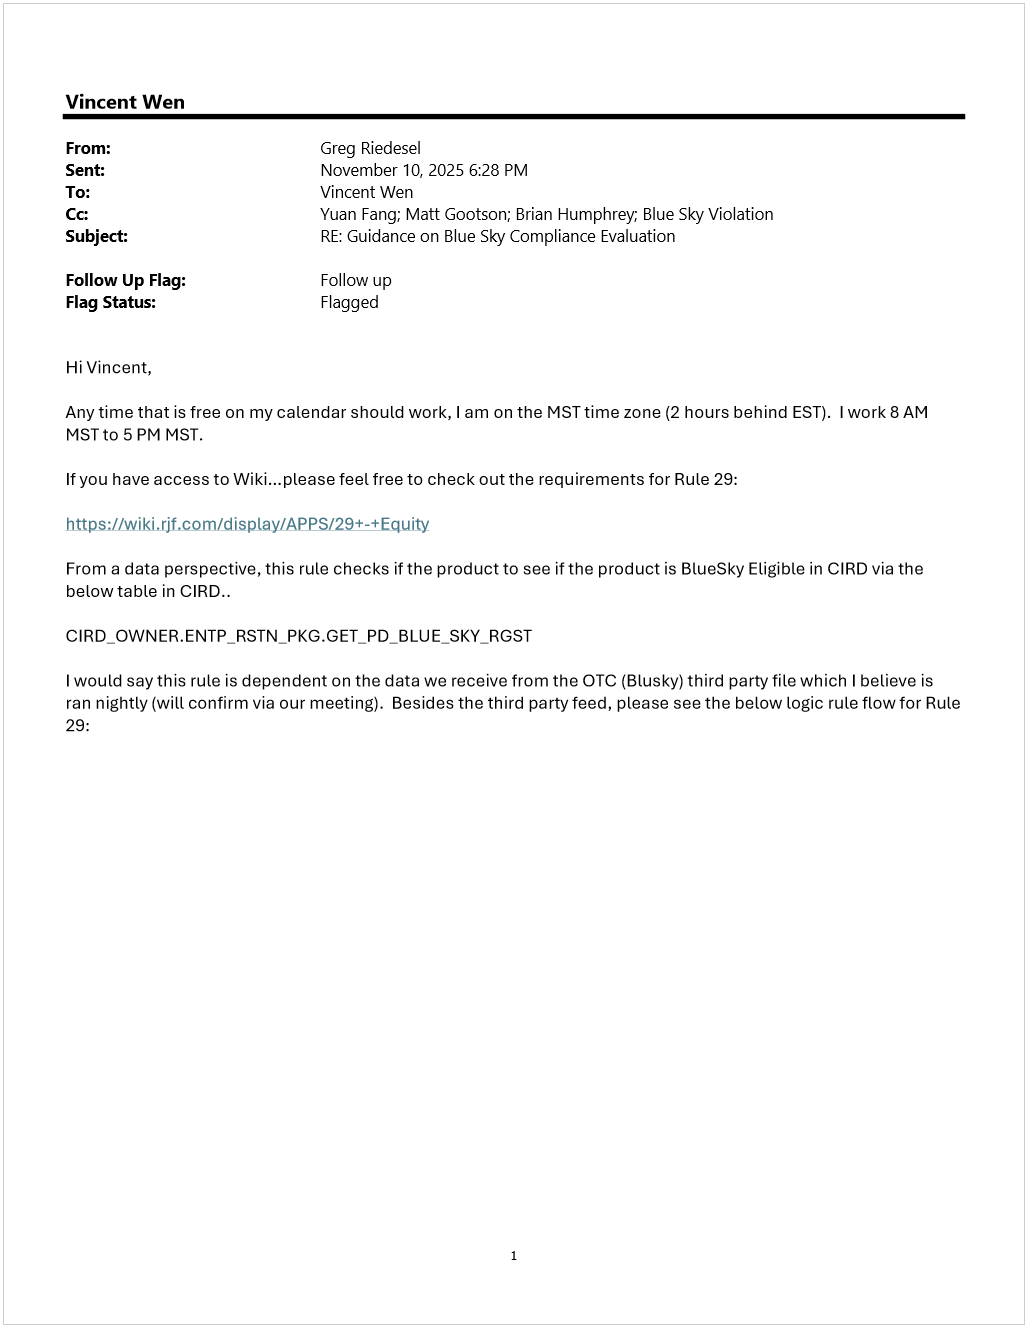 Vincent Wen
From: Greg Riedesel
Sent: November 10, 2025 6:28 PM
To: Vincent Wen
Cc: Yuan Fang; Matt Gootson; Brian Humphrey; Blue Sky Violation
Subject: RE: Guidance on Blue Sky Compliance Evaluation
Follow Up Flag: Follow up
Flag Status: Flagged
Hi Vincent,
Any time that is free on my calendar should work, I am on the MST time zone (2 hours behind EST).  I work 8 AM
MST to 5 PM MST.
If you have access to Wiki...please feel free to check out the requirements for Rule 29:
https://wiki.rjf.com/display/APPS/29+-+Equity
From a data perspective, this rule checks if the product to see if the product is BlueSky Eligible in CIRD via the
below table in CIRD..
CIRD_OWNER.ENTP_RSTN_PKG.GET_PD_BLUE_SKY_RGST
I would say this rule is dependent on the data we receive from the OTC (Blusky) third party file which I believe is
ran nightly (will confirm via our meeting).  Besides the third party feed, please see the below logic rule flow for Rule
29:
1